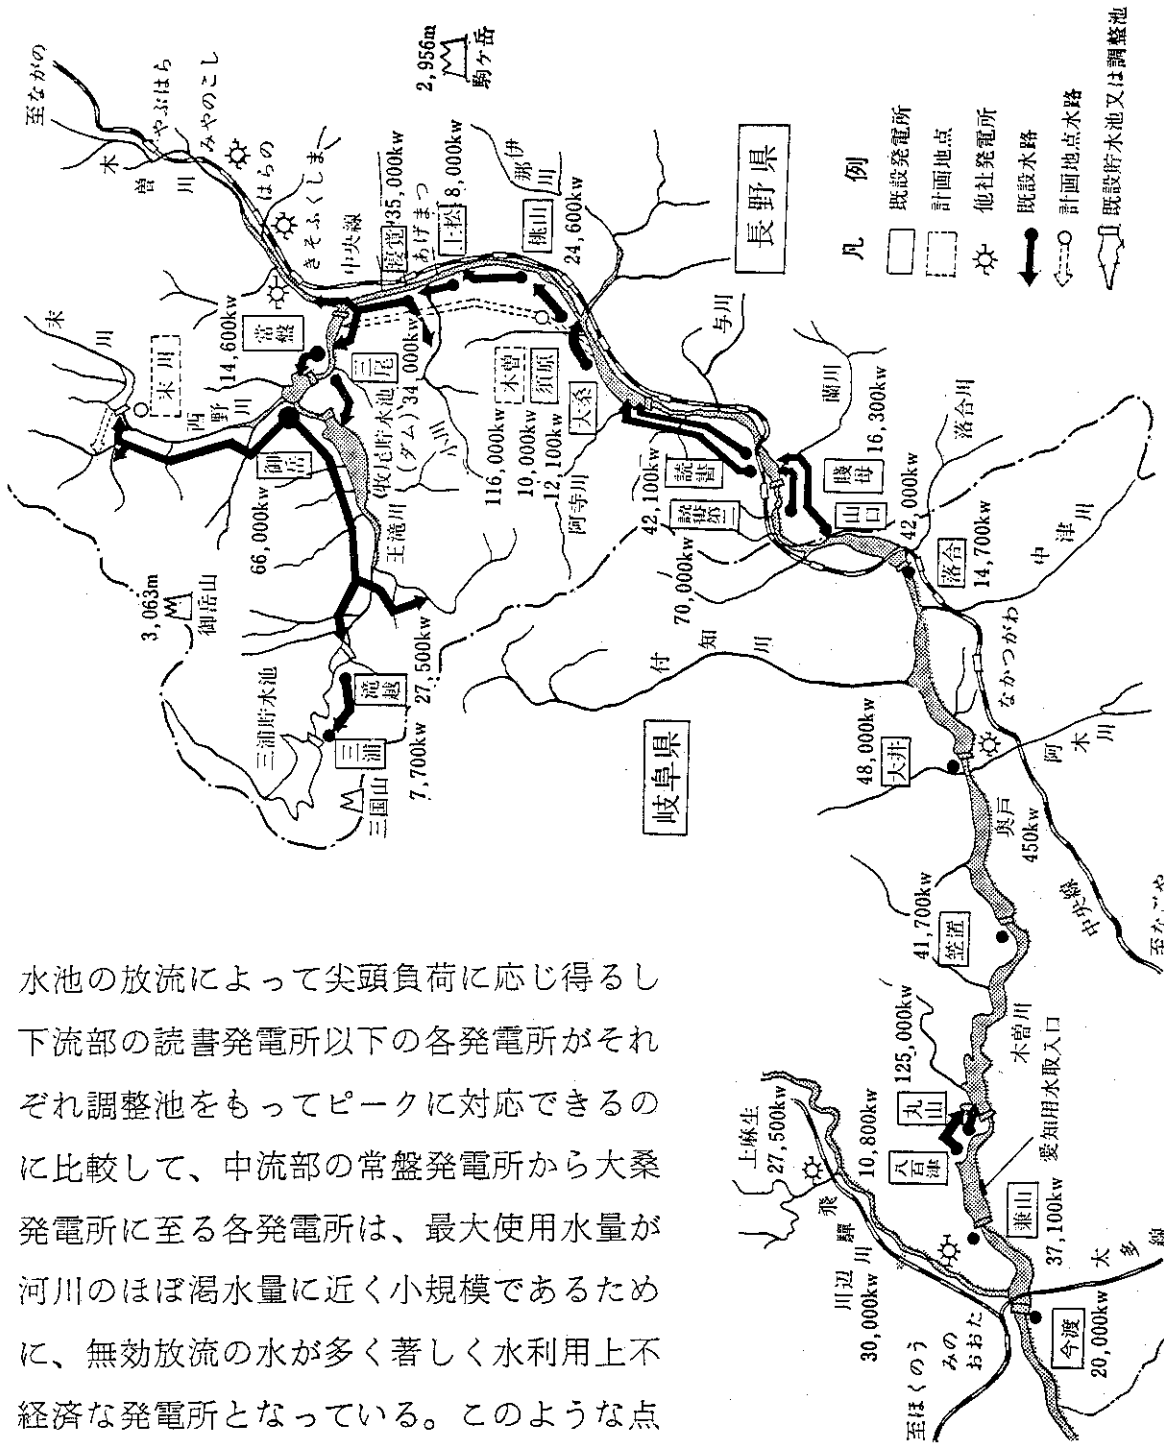 至ながの
木曽川
やぶはら
みやのこし
はらの
きそふくしま
中央線
2,956m
駒ヶ岳
寝覚
35,000kw
あげまつ
上松
8,000kw
那伊川
桃山
24,600kw
長野県
凡例
既設発電所
計画地点
他社発電所
既設水路
計画地点水路
既設貯水池又は調整池
末川
末川
14,600kw
常盤
西野川
御岳
66,000kw
三尾
牧尾貯水池
(ダム)
34,000kw
小川
王滝川
3,063m
御岳山
三浦貯水池
滝越
27,500kw
三浦
7,700kw
三国山
木曽
116,000kw
須原
10,000kw
大桑
12,100kw
阿寺川
与川
蘭川
読書
42,100kw
読書第二
70,000kw
賤母
16,300kw
山口
42,000kw
落合川
落合
14,700kw
中津川
付知川
岐阜県
なかつがわ
阿木川
48,000kw
大井
奥戸
450kw
中央線
至なごや
41,700kw
笠置
木曽川
125,000kw
丸山
愛知用水取入口
10,800kw
八百津
兼山
37,100kw
上麻生
27,500kw
飛騨川
川辺
30,000kw
太多線
みの
おおた
至ほくのう
今渡
20,000kw
水池の放流によって尖頭負荷に応じ得るし
下流部の読書発電所以下の各発電所がそれ
ぞれ調整池をもってピークに対応できるの
に比較して、中流部の常盤発電所から大桑
発電所に至る各発電所は、最大使用水量が
河川のほぼ渇水量に近く小規模であるため
に、無効放流の水が多く著しく水利用上不
経済な発電所となっている。このような点